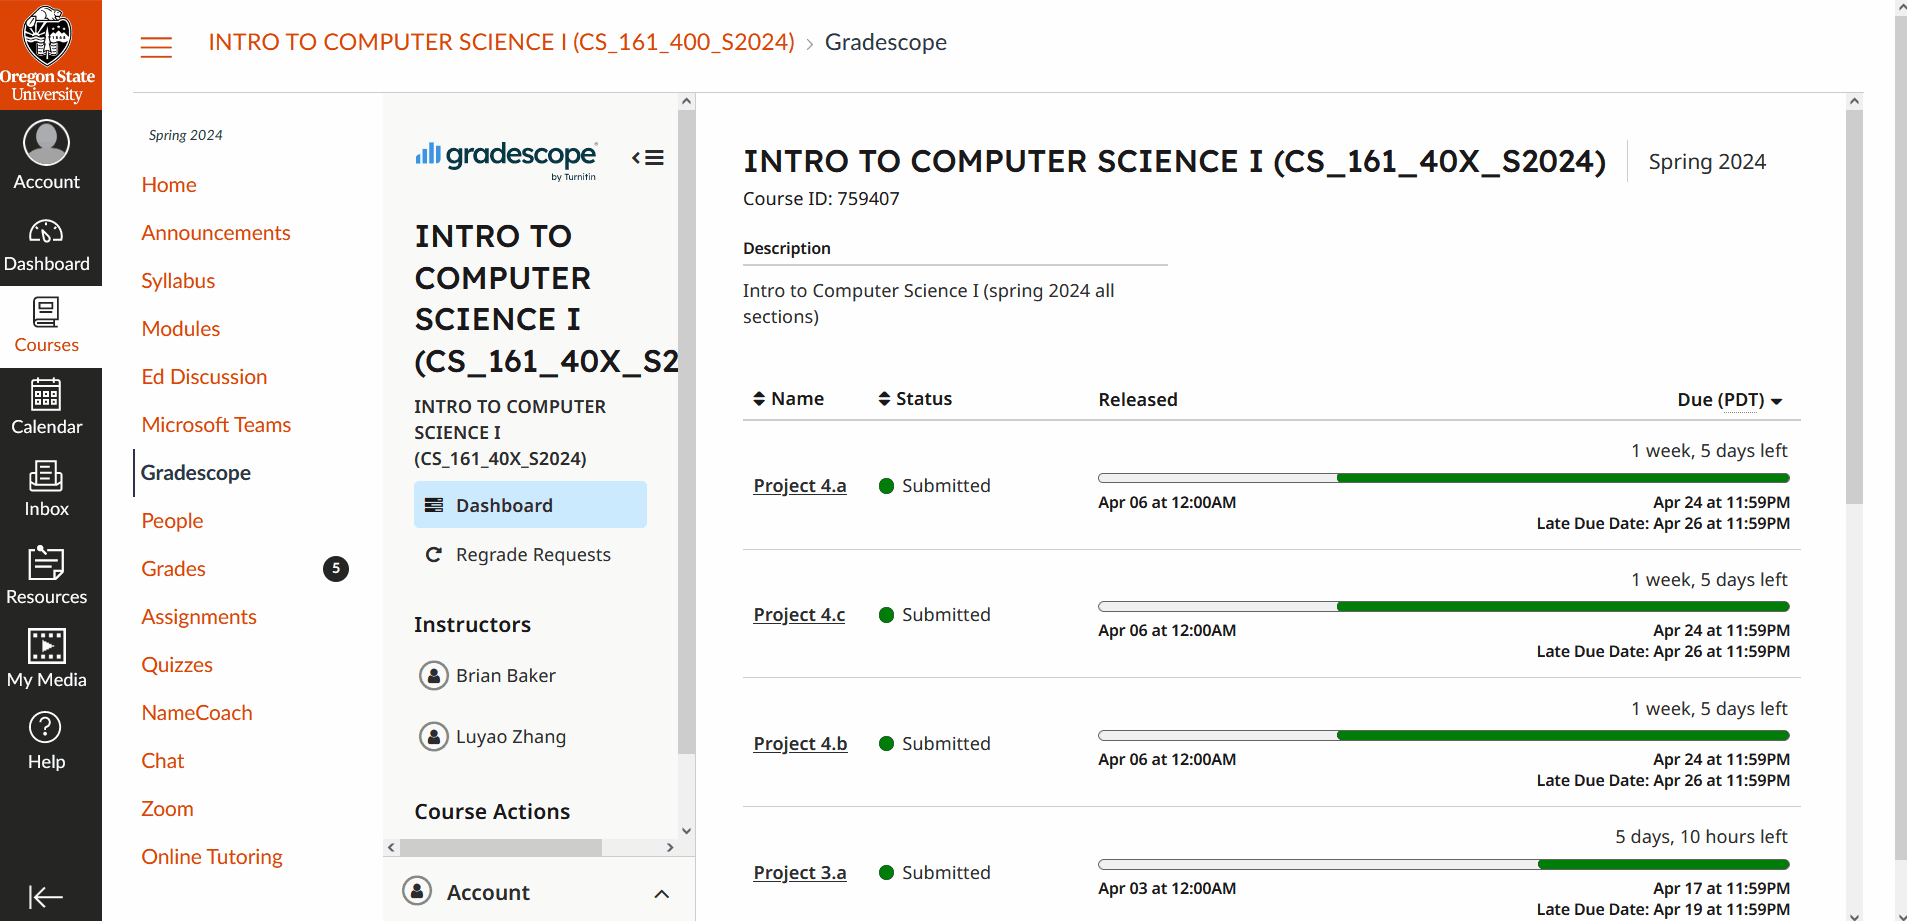 Oregon State
University
Account
Dashboard
Courses
Calendar
Inbox
Resources
My Media
Help
INTRO TO COMPUTER SCIENCE I (CS_161_400_S2024) › Gradescope
Spring 2024
Home
Announcements
Syllabus
Modules
Ed Discussion
Microsoft Teams
Gradescope
People
Grades 5
Assignments
Quizzes
NameCoach
Chat
Zoom
Online Tutoring
gradescope
by Turnitin
INTRO TO
COMPUTER
SCIENCE I
(CS_161_40X_S2
INTRO TO COMPUTER
SCIENCE I
(CS_161_40X_S2024)
Dashboard
Regrade Requests
Instructors
Brian Baker
Luyao Zhang
Course Actions
Account
INTRO TO COMPUTER SCIENCE I (CS_161_40X_S2024) Spring 2024
Course ID: 759407
Description
Intro to Computer Science I (spring 2024 all
sections)
Name Status Released Due (PDT)
1 week, 5 days left
Project 4.a Submitted
Apr 06 at 12:00AM Apr 24 at 11:59PM
Late Due Date: Apr 26 at 11:59PM
1 week, 5 days left
Project 4.c Submitted
Apr 06 at 12:00AM Apr 24 at 11:59PM
Late Due Date: Apr 26 at 11:59PM
1 week, 5 days left
Project 4.b Submitted
Apr 06 at 12:00AM Apr 24 at 11:59PM
Late Due Date: Apr 26 at 11:59PM
5 days, 10 hours left
Project 3.a Submitted
Apr 03 at 12:00AM Apr 17 at 11:59PM
Late Due Date: Apr 19 at 11:59PM